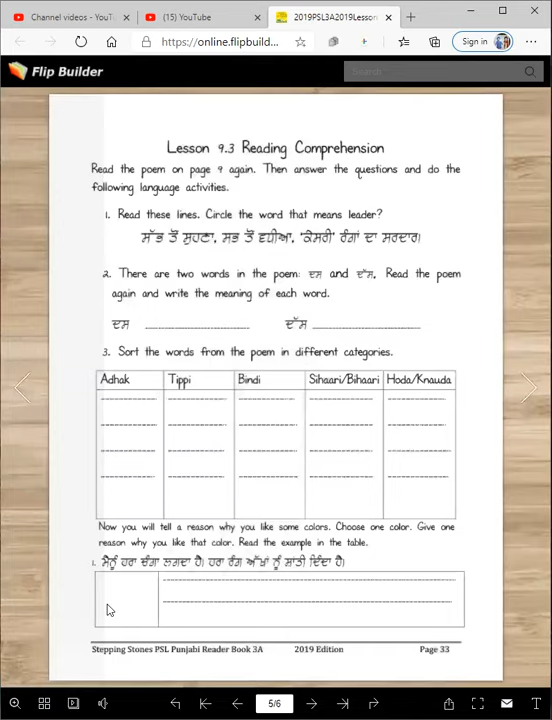 Channel videos - YouTu
(15) YouTube
2019PSL3A2019Lesson
https://online.flipbuild...
Sign in
Flip Builder
Search
Lesson 9.3 Reading Comprehension
Read the poem on page 9 again. Then answer the questions and do the
following language activities.
1. Read these lines. Circle the word that means leader?
ਸੱਭ ਤੋਂ ਸੁਹਣਾ, ਸਭ ਤੋਂ ਵਧੀਆ, 'ਕੇਸਰੀ' ਰੰਗਾਂ ਦਾ ਸਰਦਾਰ।
2. There are two words in the poem: ਦਸ and ਦੱਸ. Read the poem
again and write the meaning of each word.
ਦਸ ਦੱਸ
3. Sort the words from the poem in different categories.
Adhak Tippi Bindi Sihaari/Bihaari Hoda/Knauda
Now you will tell a reason why you like some colors. Choose one color. Give one
reason why you like that color. Read the example in the table.
1. ਮੈਨੂੰ ਹਰਾ ਚੰਗਾ ਲਗਦਾ ਹੈ। ਹਰਾ ਰੰਗ ਅੱਖਾਂ ਨੂੰ ਸ਼ਾਤੀ ਦਿੰਦਾ ਹੈ।
Stepping Stones PSL Punjabi Reader Book 3A 2019 Edition Page 33
5/6